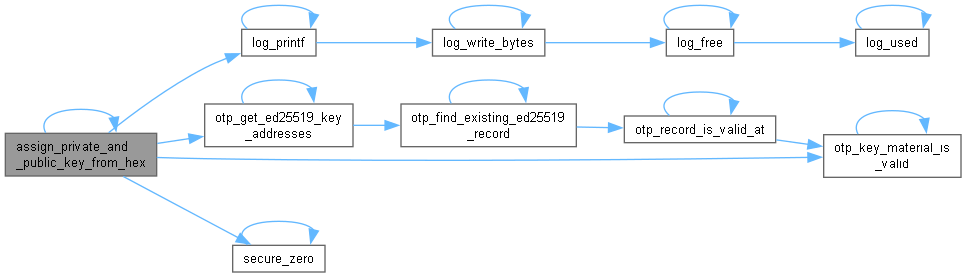 log_printf
log_write_bytes
log_free
log_used
otp_get_ed25519_key
_addresses
otp_find_existing_ed25519
_record
otp_record_is_valid_at
assign_private_and
_public_key_from_hex
otp_key_material_is
_valid
secure_zero